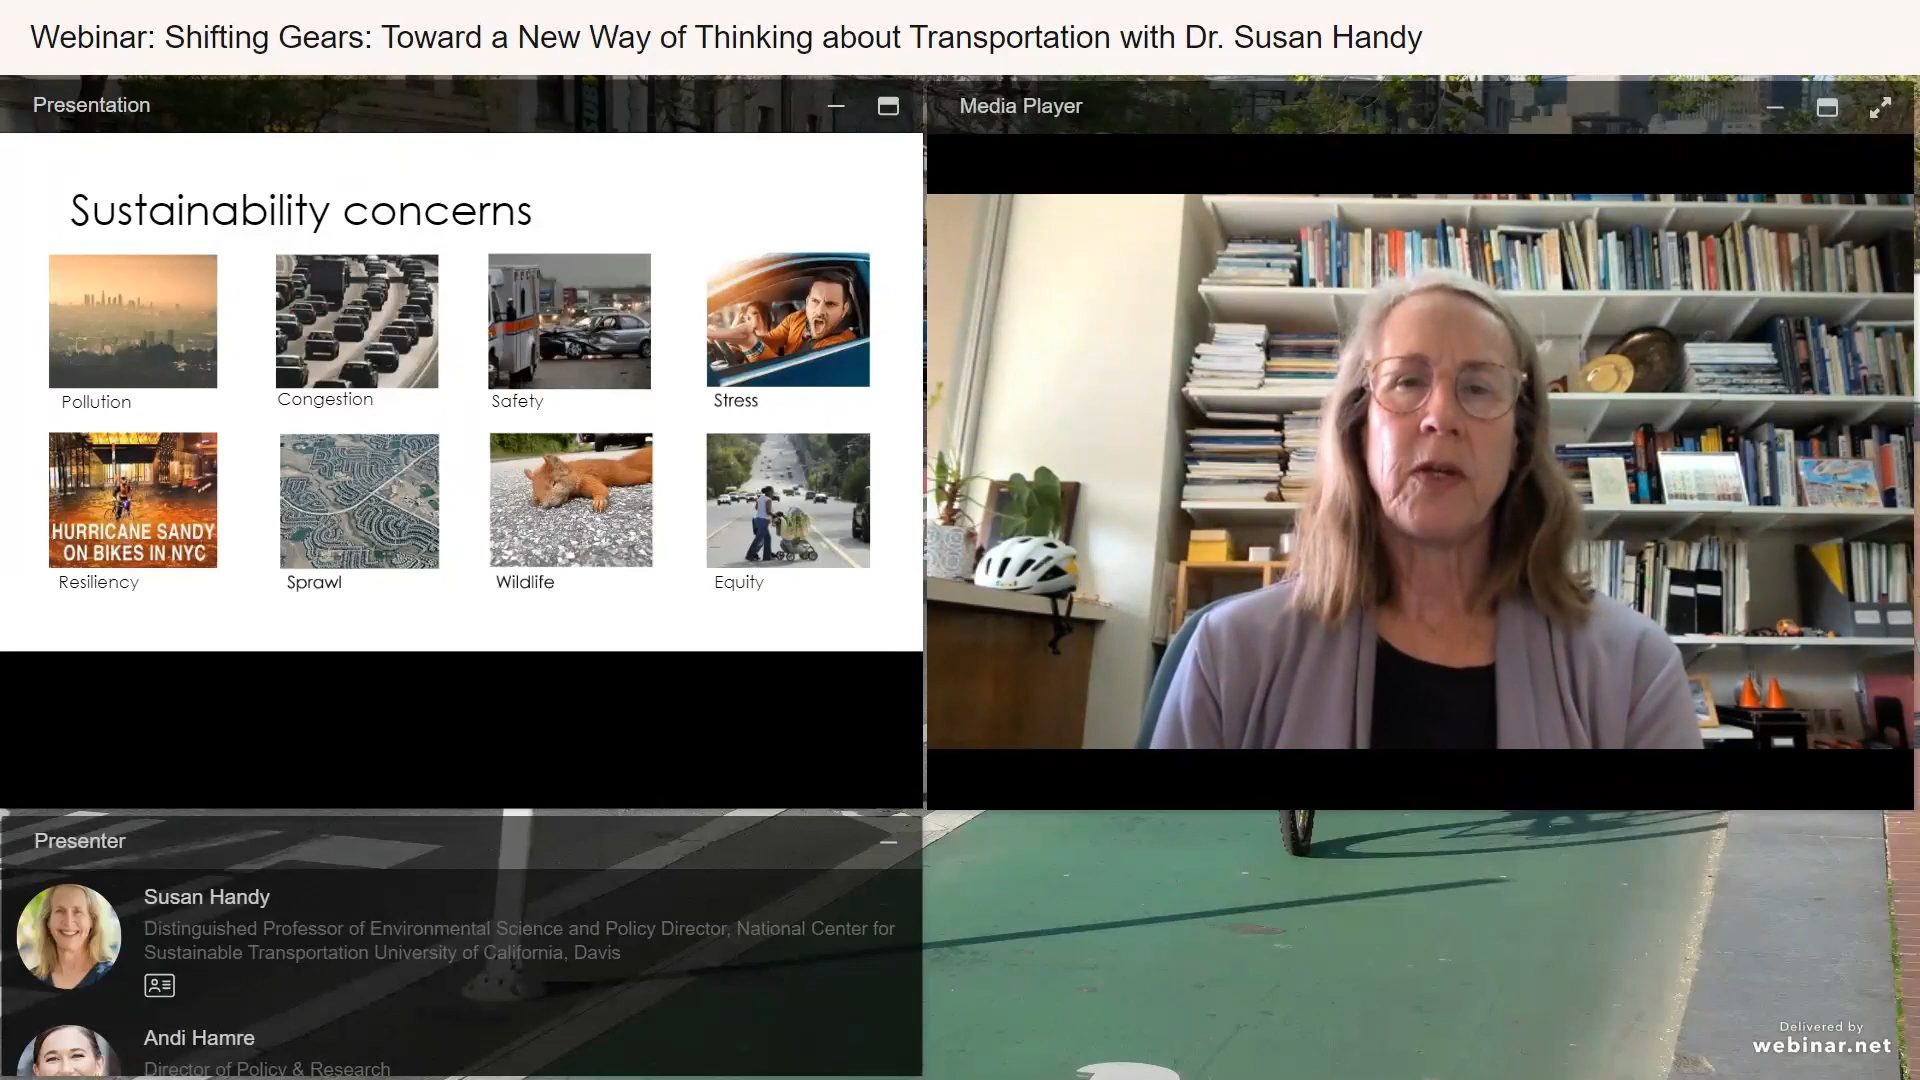 Webinar: Shifting Gears: Toward a New Way of Thinking about Transportation with Dr. Susan Handy
Presentation
Media Player
Sustainability concerns
Pollution
Congestion
Safety
Stress
HURRICANE SANDY
ON BIKES IN NYC
Resiliency
Sprawl
Wildlife
Equity
Presenter
Susan Handy
Distinguished Professor of Environmental Science and Policy Director, National Center for
Sustainable Transportation University of California, Davis
Andi Hamre
Director of Policy & Research
Delivered by
webinar.net